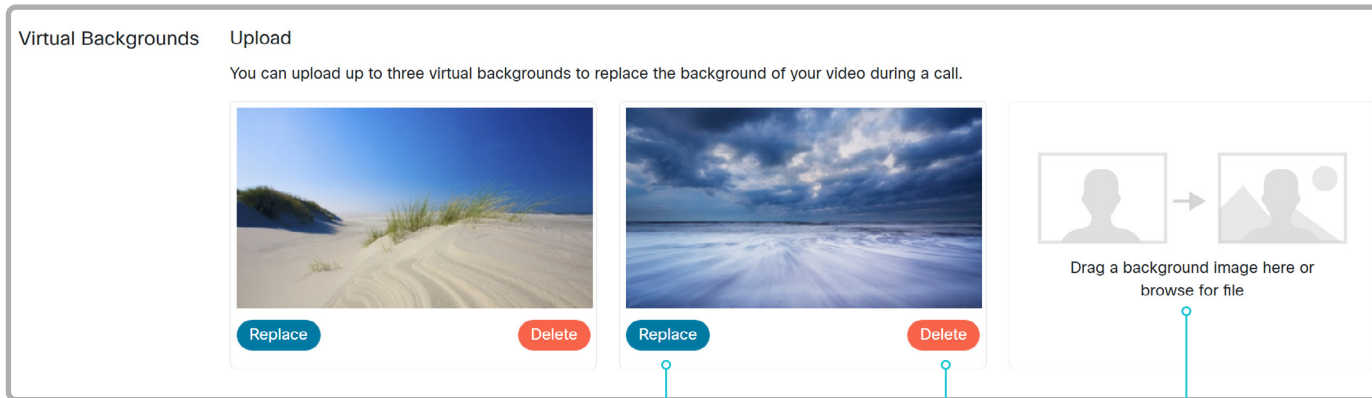 Virtual Backgrounds
Upload
You can upload up to three virtual backgrounds to replace the background of your video during a call.
Replace
Delete
Replace
Delete
Drag a background image here or
browse for file